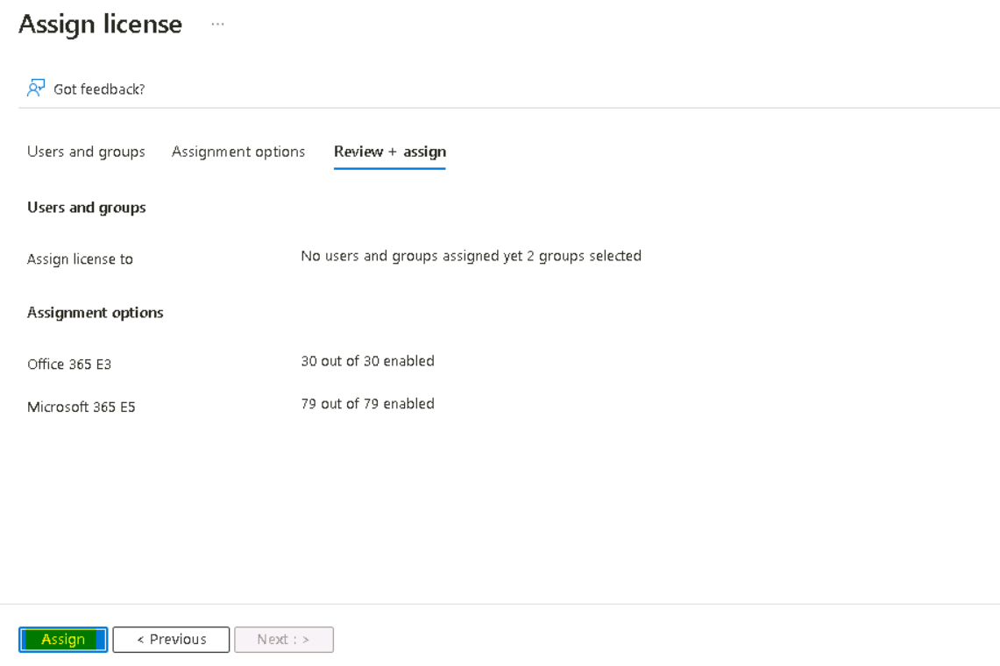 Assign license ...
Got feedback?
Users and groups Assignment options Review + assign
Users and groups
Assign license to No users and groups assigned yet 2 groups selected
Assignment options
Office 365 E3 30 out of 30 enabled
Microsoft 365 E5 79 out of 79 enabled
Assign < Previous Next : >